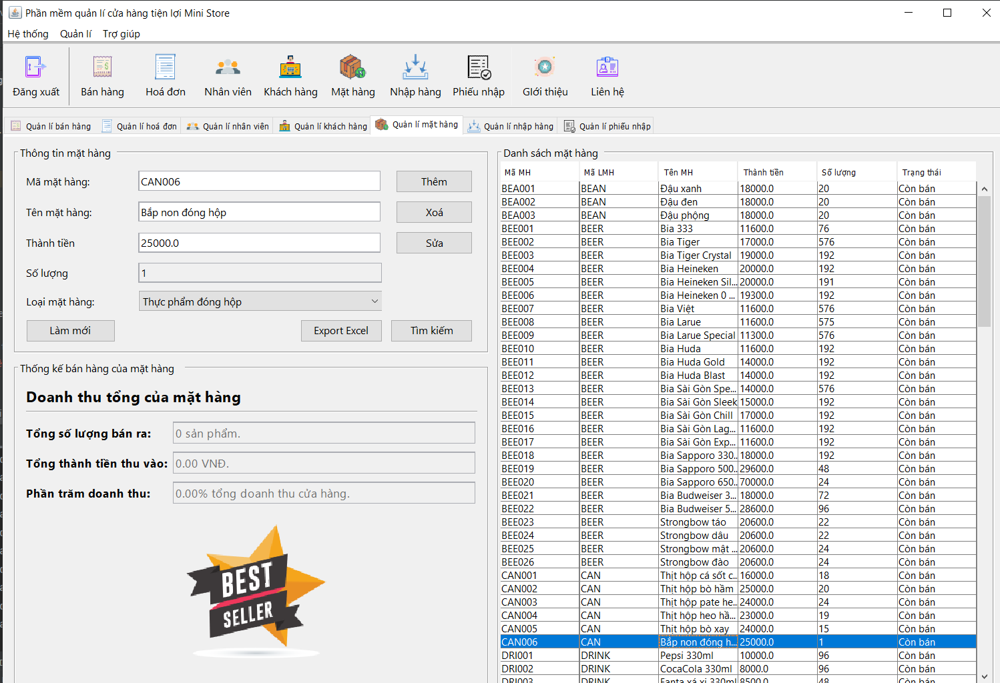 Phần mềm quản lí cửa hàng tiện lợi Mini Store
Hệ thống Quản lí Trợ giúp
Đăng xuất Bán hàng Hoá đơn Nhân viên Khách hàng Mặt hàng Nhập hàng Phiếu nhập GIới thiệu Liên hệ
Quản lí bán hàng Quản lí hoá đơn Quản lí nhân viên Quản lí khách hàng Quản lí mặt hàng Quản lí nhập hàng Quản lí phiếu nhập
Thông tin mặt hàng
Mã mặt hàng: CAN006 Thêm
Tên mặt hàng: Bắp non đóng hộp Xoá
Thành tiền 25000.0 Sửa
Số lượng 1
Loại mặt hàng: Thực phẩm đóng hộp
Làm mới Export Excel Tìm kiếm
Thống kế bán hàng của mặt hàng
Doanh thu tổng của mặt hàng
Tổng số lượng bán ra: 0 sản phẩm.
Tổng thành tiền thu vào: 0.00 VNĐ.
Phần trăm doanh thu: 0.00% tổng doanh thu cửa hàng.
BEST
SELLER
Danh sách mặt hàng
Mã MH Mã LMH Tên MH Thành tiền Số lượng Trạng thái
BEA001 BEAN Đậu xanh 18000.0 20 Còn bán
BEA002 BEAN Đậu đen 18000.0 20 Còn bán
BEA003 BEAN Đậu phộng 18000.0 20 Còn bán
BEE001 BEER Bia 333 11600.0 76 Còn bán
BEE002 BEER Bia Tiger 17000.0 576 Còn bán
BEE003 BEER Bia Tiger Crystal 19000.0 192 Còn bán
BEE004 BEER Bia Heineken 20000.0 192 Còn bán
BEE005 BEER Bia Heineken Sil... 20000.0 191 Còn bán
BEE006 BEER Bia Heineken 0 ... 19300.0 192 Còn bán
BEE007 BEER Bia Việt 11600.0 576 Còn bán
BEE008 BEER Bia Larue 11600.0 575 Còn bán
BEE009 BEER Bia Larue Special 11300.0 576 Còn bán
BEE010 BEER Bia Huda 11600.0 192 Còn bán
BEE011 BEER Bia Huda Gold 14000.0 192 Còn bán
BEE012 BEER Bia Huda Blast 14000.0 192 Còn bán
BEE013 BEER Bia Sài Gòn Spe... 14000.0 576 Còn bán
BEE014 BEER Bia Sài Gòn Sleek 15000.0 192 Còn bán
BEE015 BEER Bia Sài Gòn Chill 17000.0 192 Còn bán
BEE016 BEER Bia Sài Gòn Lag... 11600.0 192 Còn bán
BEE017 BEER Bia Sài Gòn Exp... 11600.0 192 Còn bán
BEE018 BEER Bia Sapporo 330... 18000.0 192 Còn bán
BEE019 BEER Bia Sapporo 500... 29600.0 48 Còn bán
BEE020 BEER Bia Sapporo 650... 70000.0 24 Còn bán
BEE021 BEER Bia Budweiser 3... 18000.0 72 Còn bán
BEE022 BEER Bia Budweiser 5... 28600.0 96 Còn bán
BEE023 BEER Strongbow táo 20600.0 22 Còn bán
BEE024 BEER Strongbow dâu 20600.0 22 Còn bán
BEE025 BEER Strongbow mật ... 20600.0 24 Còn bán
BEE026 BEER Strongbow đào 20600.0 24 Còn bán
CAN001 CAN Thịt hộp cá sốt c... 16000.0 18 Còn bán
CAN002 CAN Thịt hộp bò hầm 25000.0 20 Còn bán
CAN003 CAN Thịt hộp pate he... 24000.0 24 Còn bán
CAN004 CAN Thịt hộp heo hầ... 23000.0 19 Còn bán
CAN005 CAN Thịt hộp bò xay 24000.0 15 Còn bán
CAN006 CAN Bắp non đóng h... 25000.0 1 Còn bán
DRI001 DRINK Pepsi 330ml 10000.0 96 Còn bán
DRI002 DRINK CocaCola 330ml 8000.0 96 Còn bán
DRI003 DRINK Fanta xá xị 330ml 8500.0 48 Còn bán